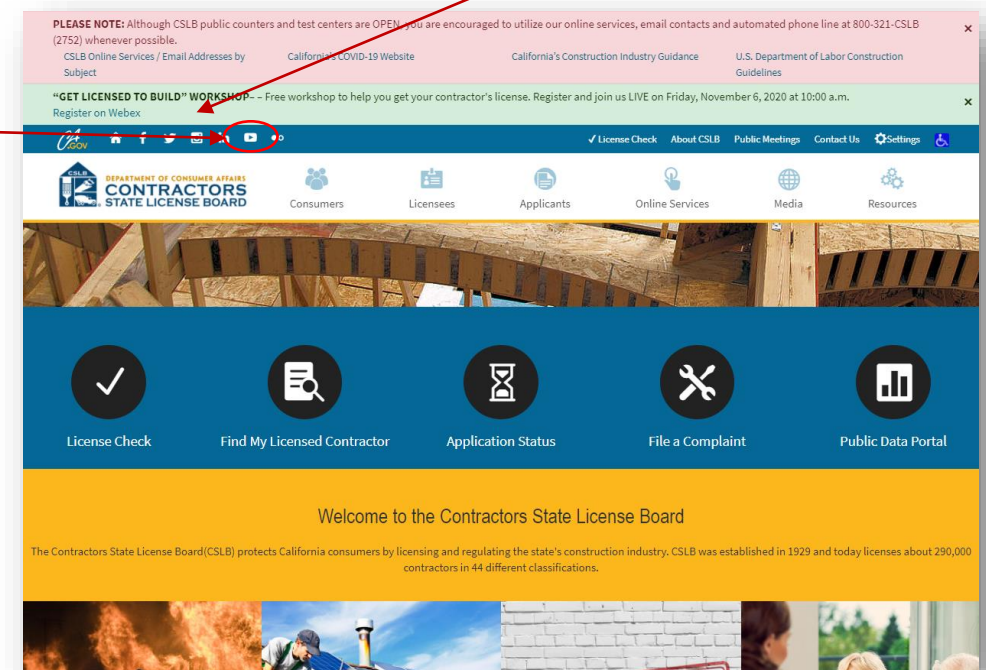 PLEASE NOTE: Although CSLB public counters and test centers are OPEN, you are encouraged to utilize our online services, email contacts and automated phone line at 800-321-CSLB
(2752) whenever possible.
CSLB Online Services / Email Addresses by
Subject
California's COVID-19 Website
California's Construction Industry Guidance
U.S. Department of Labor Construction
Guidelines
×
“GET LICENSED TO BUILD” WORKSHOP– – Free workshop to help you get your contractor's license. Register and join us LIVE on Friday, November 6, 2020 at 10:00 a.m.
Register on Webex
×
CA.GOV
License Check About CSLB Public Meetings Contact Us Settings
CSLB
DEPARTMENT OF CONSUMER AFFAIRS
CONTRACTORS
STATE LICENSE BOARD
Consumers Licensees Applicants Online Services Media Resources
License Check Find My Licensed Contractor Application Status File a Complaint Public Data Portal
Welcome to the Contractors State License Board
The Contractors State License Board(CSLB) protects California consumers by licensing and regulating the state's construction industry. CSLB was established in 1929 and today licenses about 290,000
contractors in 44 different classifications.